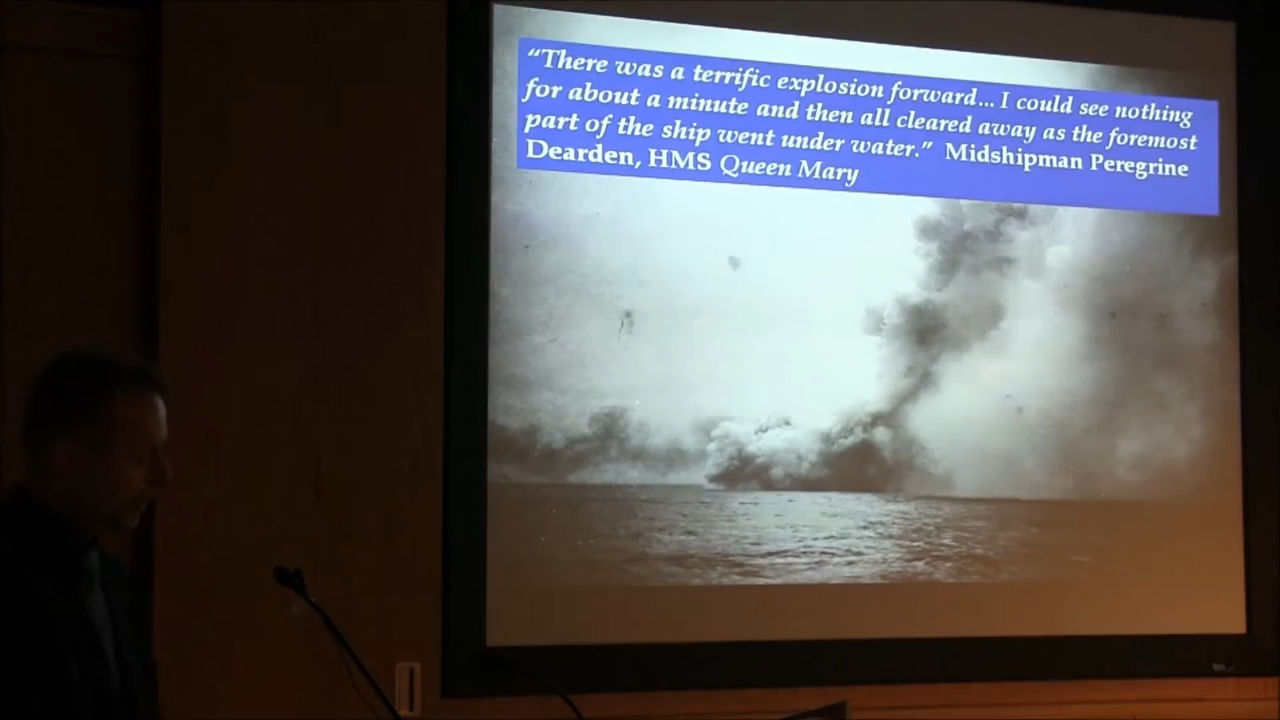 “There was a terrific explosion forward... I could see nothing
for about a minute and then all cleared away as the foremost
part of the ship went under water.” Midshipman Peregrine
Dearden, HMS Queen Mary